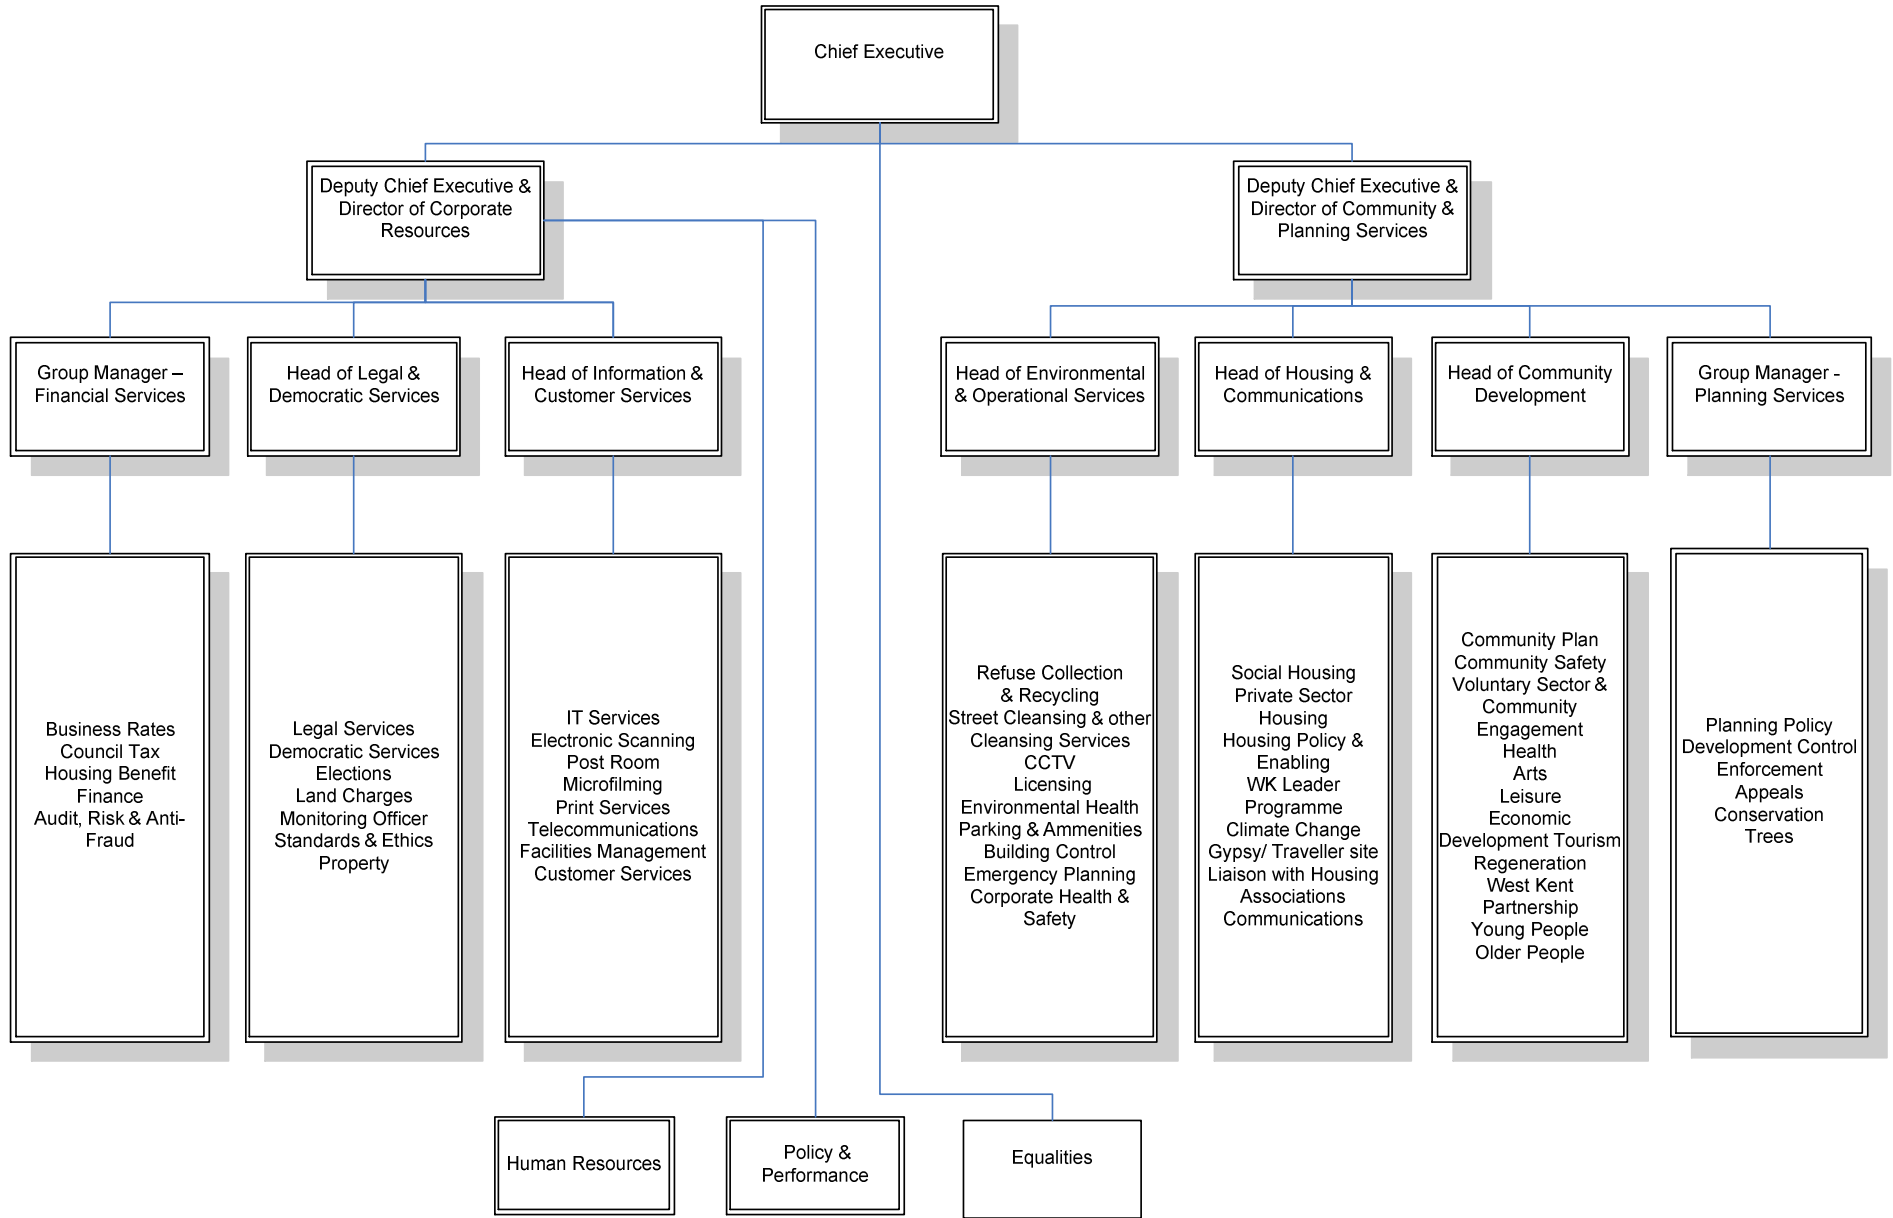 Chief Executive
Deputy Chief Executive &
Director of Corporate
Resources
Deputy Chief Executive &
Director of Community &
Planning Services
Group Manager –
Financial Services
Head of Legal &
Democratic Services
Head of Information &
Customer Services
Head of Environmental
& Operational Services
Head of Housing &
Communications
Head of Community
Development
Group Manager -
Planning Services
Business Rates
Council Tax
Housing Benefit
Finance
Audit, Risk & Anti-
Fraud
Legal Services
Democratic Services
Elections
Land Charges
Monitoring Officer
Standards & Ethics
Property
IT Services
Electronic Scanning
Post Room
Microfilming
Print Services
Telecommunications
Facilities Management
Customer Services
Refuse Collection
& Recycling
Street Cleansing & other
Cleansing Services
CCTV
Licensing
Environmental Health
Parking & Ammenities
Building Control
Emergency Planning
Corporate Health &
Safety
Social Housing
Private Sector
Housing
Housing Policy &
Enabling
WK Leader
Programme
Climate Change
Gypsy/ Traveller site
Liaison with Housing
Associations
Communications
Community Plan
Community Safety
Voluntary Sector &
Community
Engagement
Health
Arts
Leisure
Economic
Development Tourism
Regeneration
West Kent
Partnership
Young People
Older People
Planning Policy
Development Control
Enforcement
Appeals
Conservation
Trees
Human Resources
Policy &
Performance
Equalities